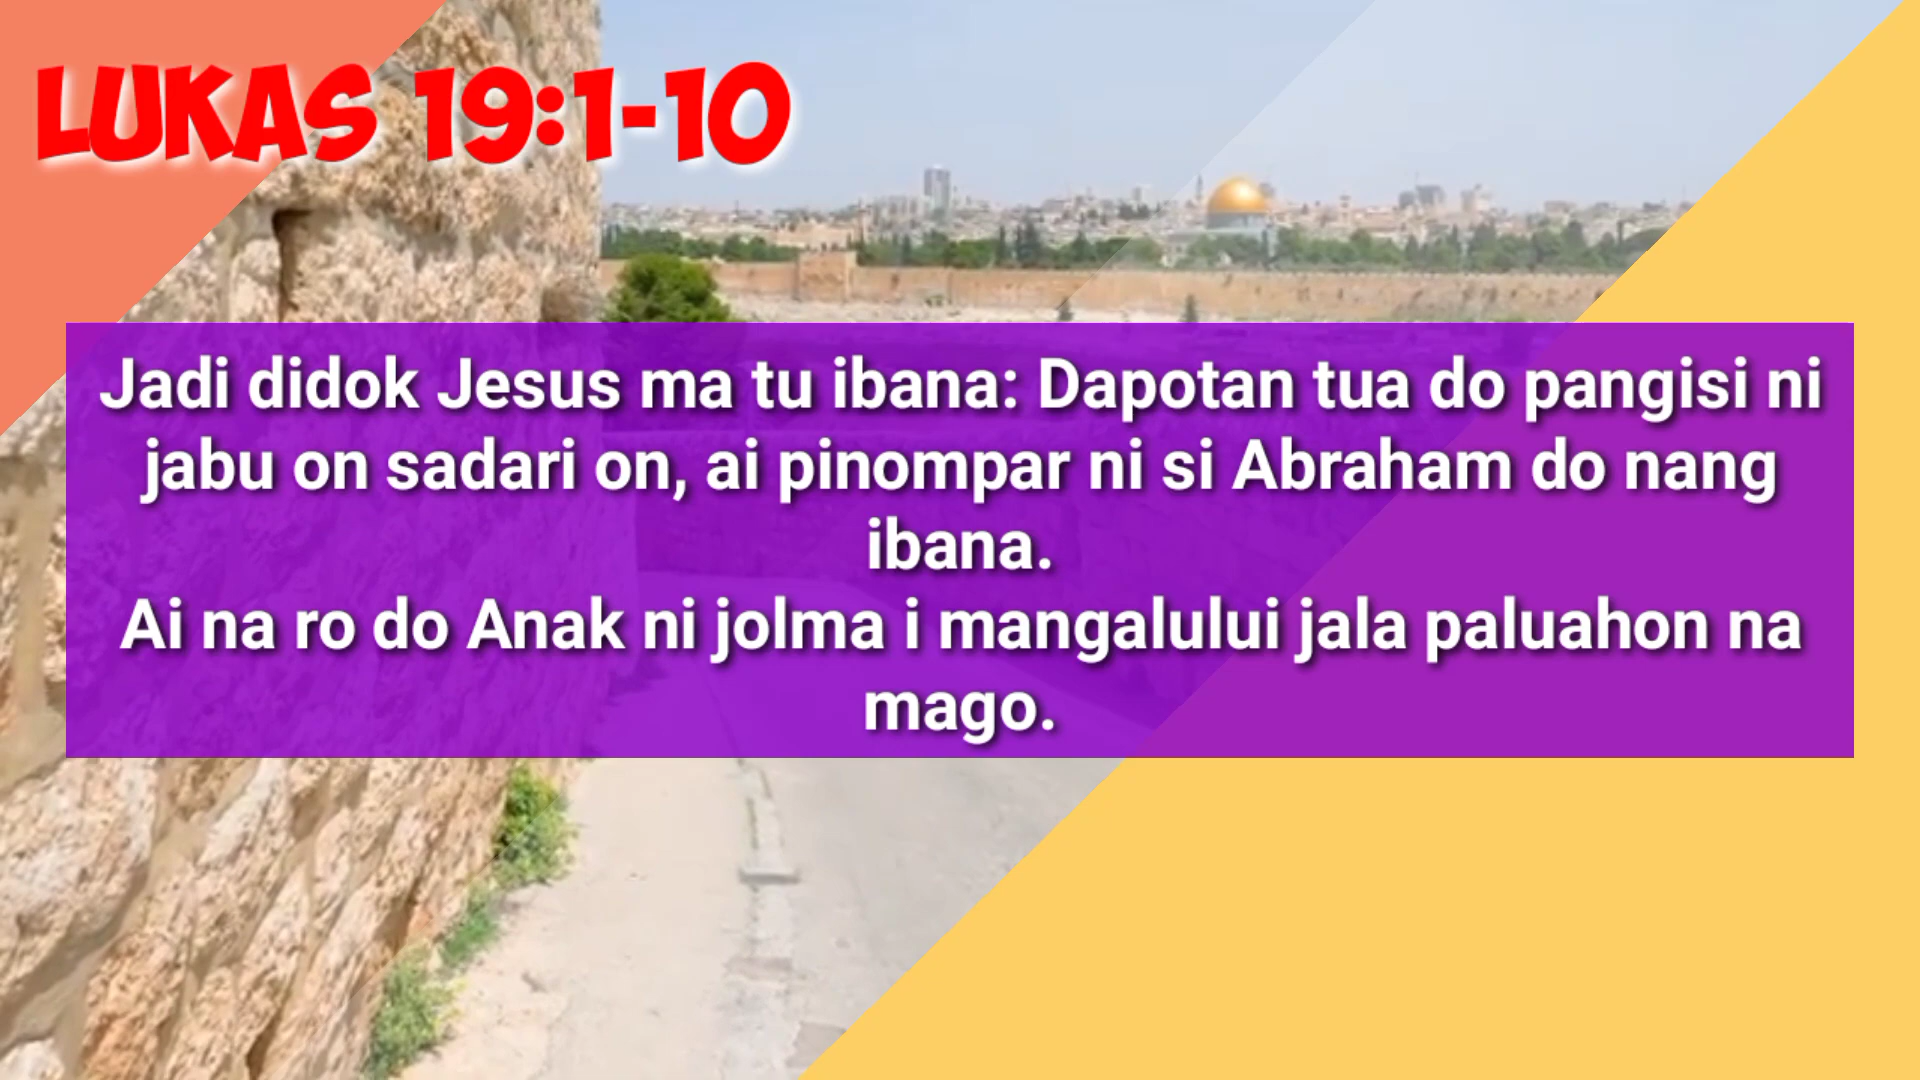 LUKAS 19:1-10
Jadi didok Jesus ma tu ibana: Dapotan tua do pangisi ni
jabu on sadari on, ai pinompar ni si Abraham do nang
ibana.
Ai na ro do Anak ni jolma i mangalului jala paluahon na
mago.